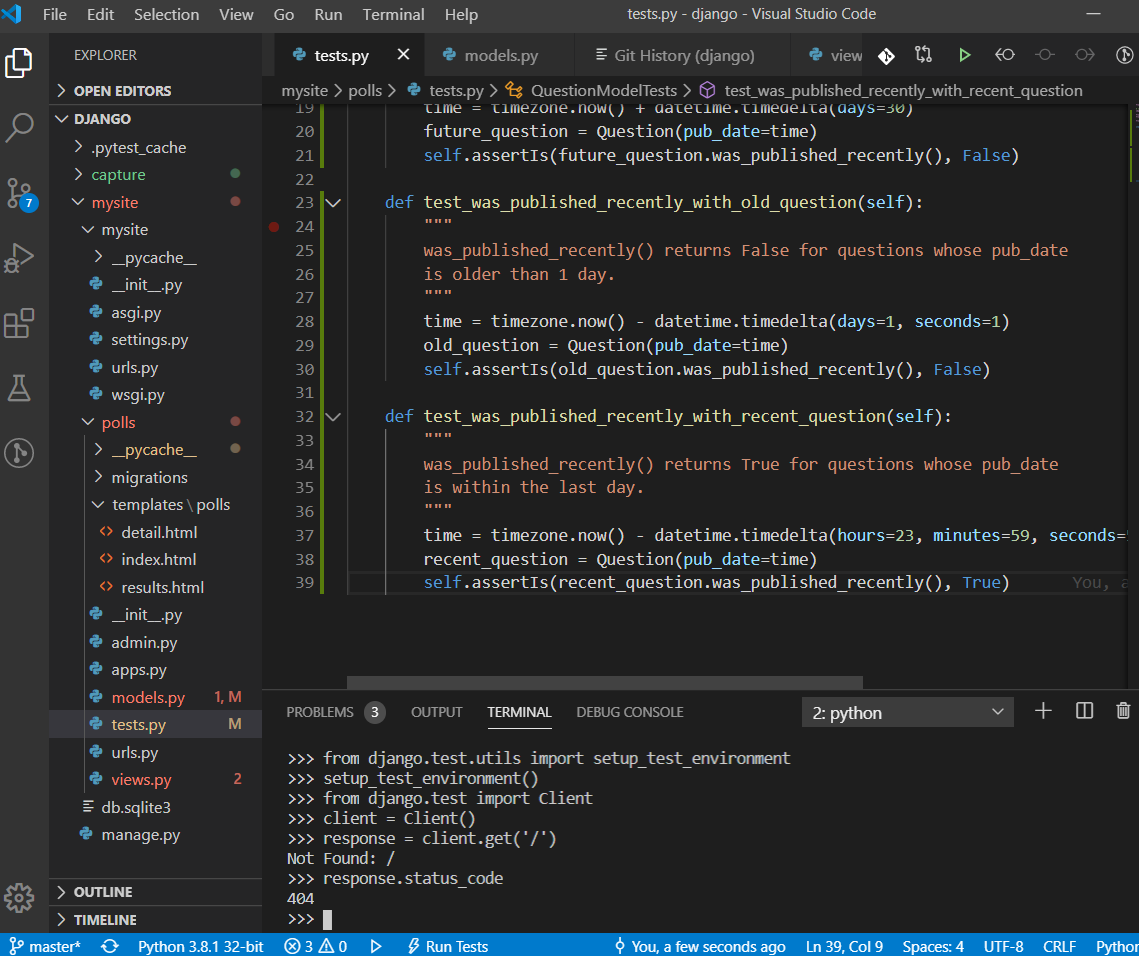 File Edit Selection View Go Run Terminal Help tests.py - django - Visual Studio Code
EXPLORER
OPEN EDITORS
DJANGO
.pytest_cache
capture
mysite
mysite
__pycache__
__init__.py
asgi.py
settings.py
urls.py
wsgi.py
polls
__pycache__
migrations
templates \ polls
detail.html
index.html
results.html
__init__.py
admin.py
apps.py
models.py 1, M
tests.py M
urls.py
views.py 2
db.sqlite3
manage.py
OUTLINE
TIMELINE
7
tests.py models.py Git History (django) view
mysite > polls > tests.py > QuestionModelTests > test_was_published_recently_with_recent_question
19 time = timezone.now() + datetime.timedelta(days=30)
20 future_question = Question(pub_date=time)
21 self.assertIs(future_question.was_published_recently(), False)
22
23 def test_was_published_recently_with_old_question(self):
24 """
25 was_published_recently() returns False for questions whose pub_date
26 is older than 1 day.
27 """
28 time = timezone.now() - datetime.timedelta(days=1, seconds=1)
29 old_question = Question(pub_date=time)
30 self.assertIs(old_question.was_published_recently(), False)
31
32 def test_was_published_recently_with_recent_question(self):
33 """
34 was_published_recently() returns True for questions whose pub_date
35 is within the last day.
36 """
37 time = timezone.now() - datetime.timedelta(hours=23, minutes=59, seconds=
38 recent_question = Question(pub_date=time)
39 self.assertIs(recent_question.was_published_recently(), True) You, a
PROBLEMS 3 OUTPUT TERMINAL DEBUG CONSOLE 2: python
>>> from django.test.utils import setup_test_environment
>>> setup_test_environment()
>>> from django.test import Client
>>> client = Client()
>>> response = client.get('/')
Not Found: /
>>> response.status_code
404
>>>
master* Python 3.8.1 32-bit 3 0 Run Tests You, a few seconds ago Ln 39, Col 9 Spaces: 4 UTF-8 CRLF Python